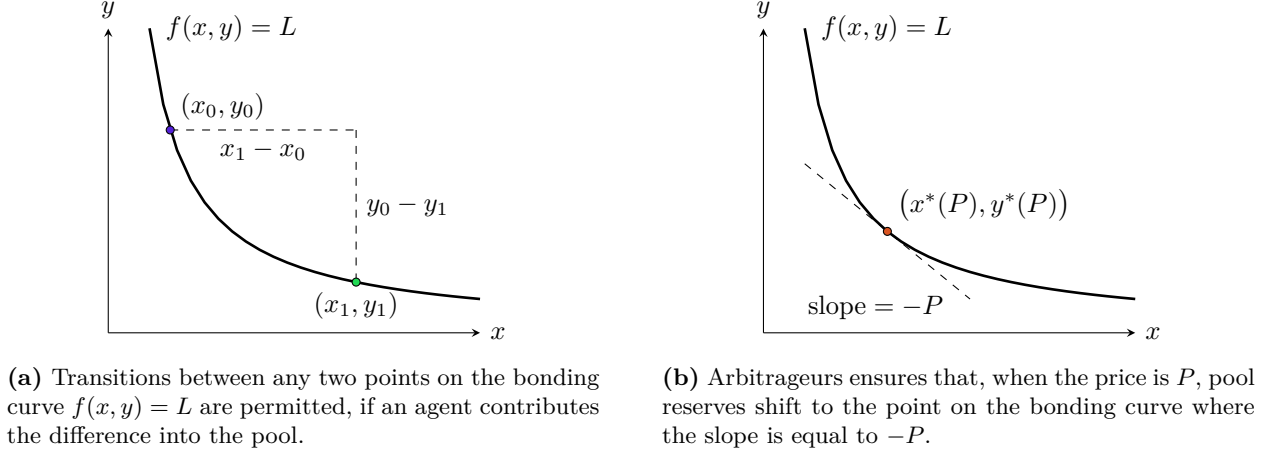 y
f(x, y) = L
(x₀, y₀)
x₁ − x₀
y₀ − y₁
(x₁, y₁)
x
(a) Transitions between any two points on the bonding
curve f(x, y) = L are permitted, if an agent contributes
the difference into the pool.
y
f(x, y) = L
(x*(P), y*(P))
slope = −P
x
(b) Arbitrageurs ensures that, when the price is P, pool
reserves shift to the point on the bonding curve where
the slope is equal to −P.